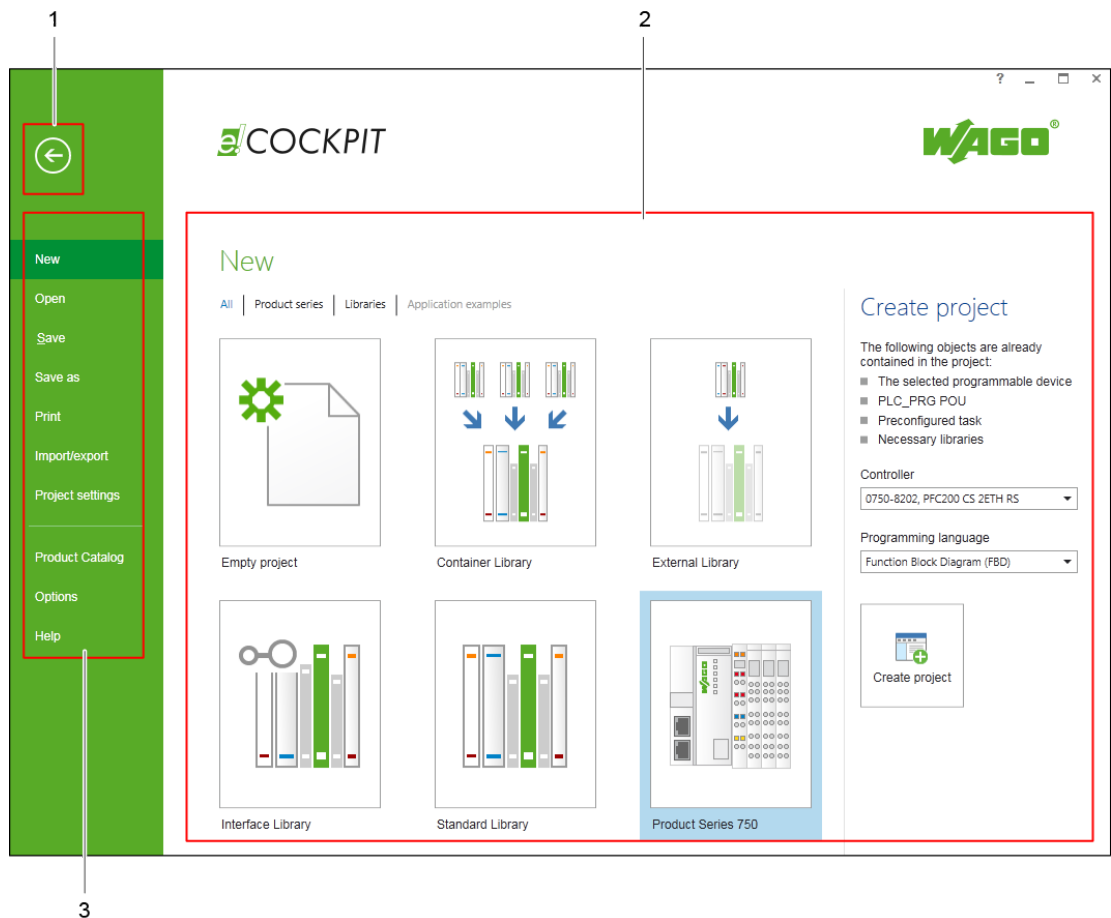 1
2
? _ □ ×
e!COCKPIT
WAGO®
New
Open
Save
Save as
Print
Import/export
Project settings
Product Catalog
Options
Help
New
All | Product series | Libraries | Application examples
Empty project
Container Library
External Library
Interface Library
Standard Library
WAGO
Product Series 750
Create project
The following objects are already
contained in the project:
The selected programmable device
PLC_PRG POU
Preconfigured task
Necessary libraries
Controller
0750-8202, PFC200 CS 2ETH RS
Programming language
Function Block Diagram (FBD)
Create project
3